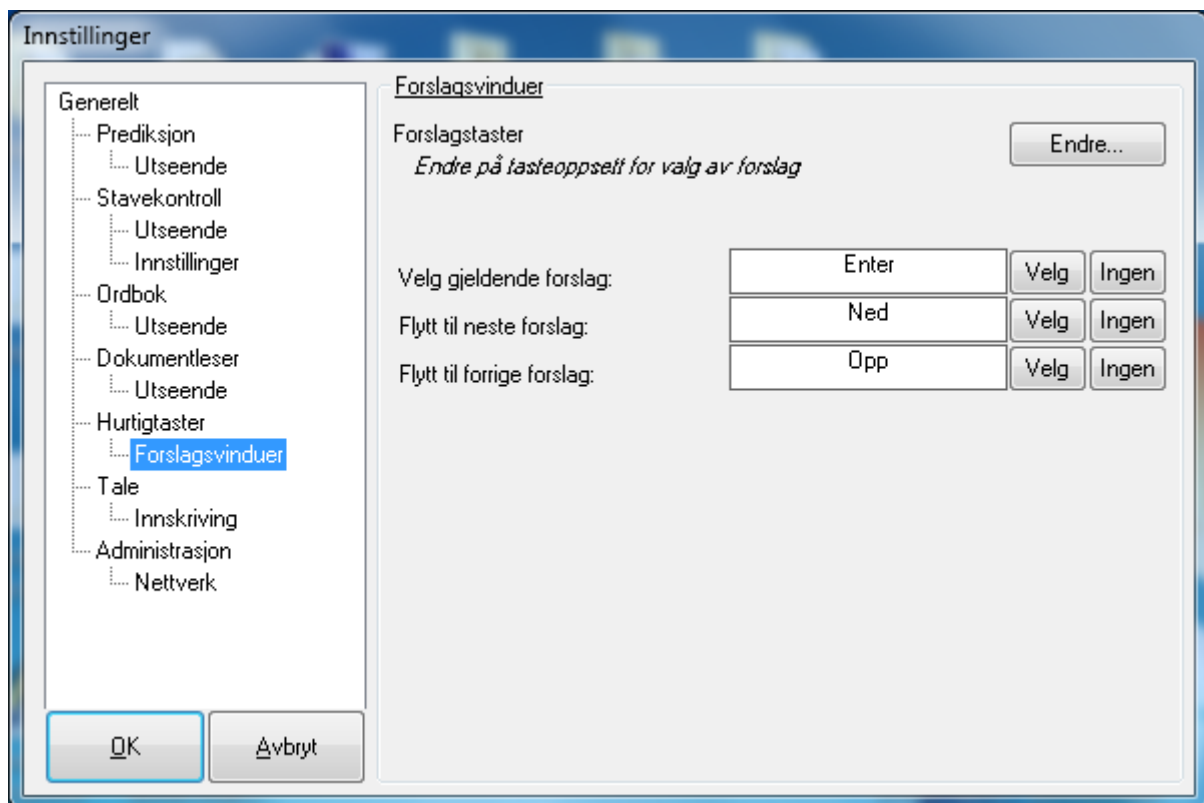 Innstillinger
Generelt
Prediksjon
Utseende
Stavekontroll
Utseende
Innstillinger
Ordbok
Utseende
Dokumentleser
Utseende
Hurtigtaster
Forslagsvinduer
Tale
Innskriving
Administrasjon
Nettverk
OK Avbryt
Forslagsvinduer
Forslagstaster Endre...
Endre på tasteoppsett for valg av forslag
Velg gjeldende forslag: Enter Velg Ingen
Flytt til neste forslag: Ned Velg Ingen
Flytt til forrige forslag: Opp Velg Ingen